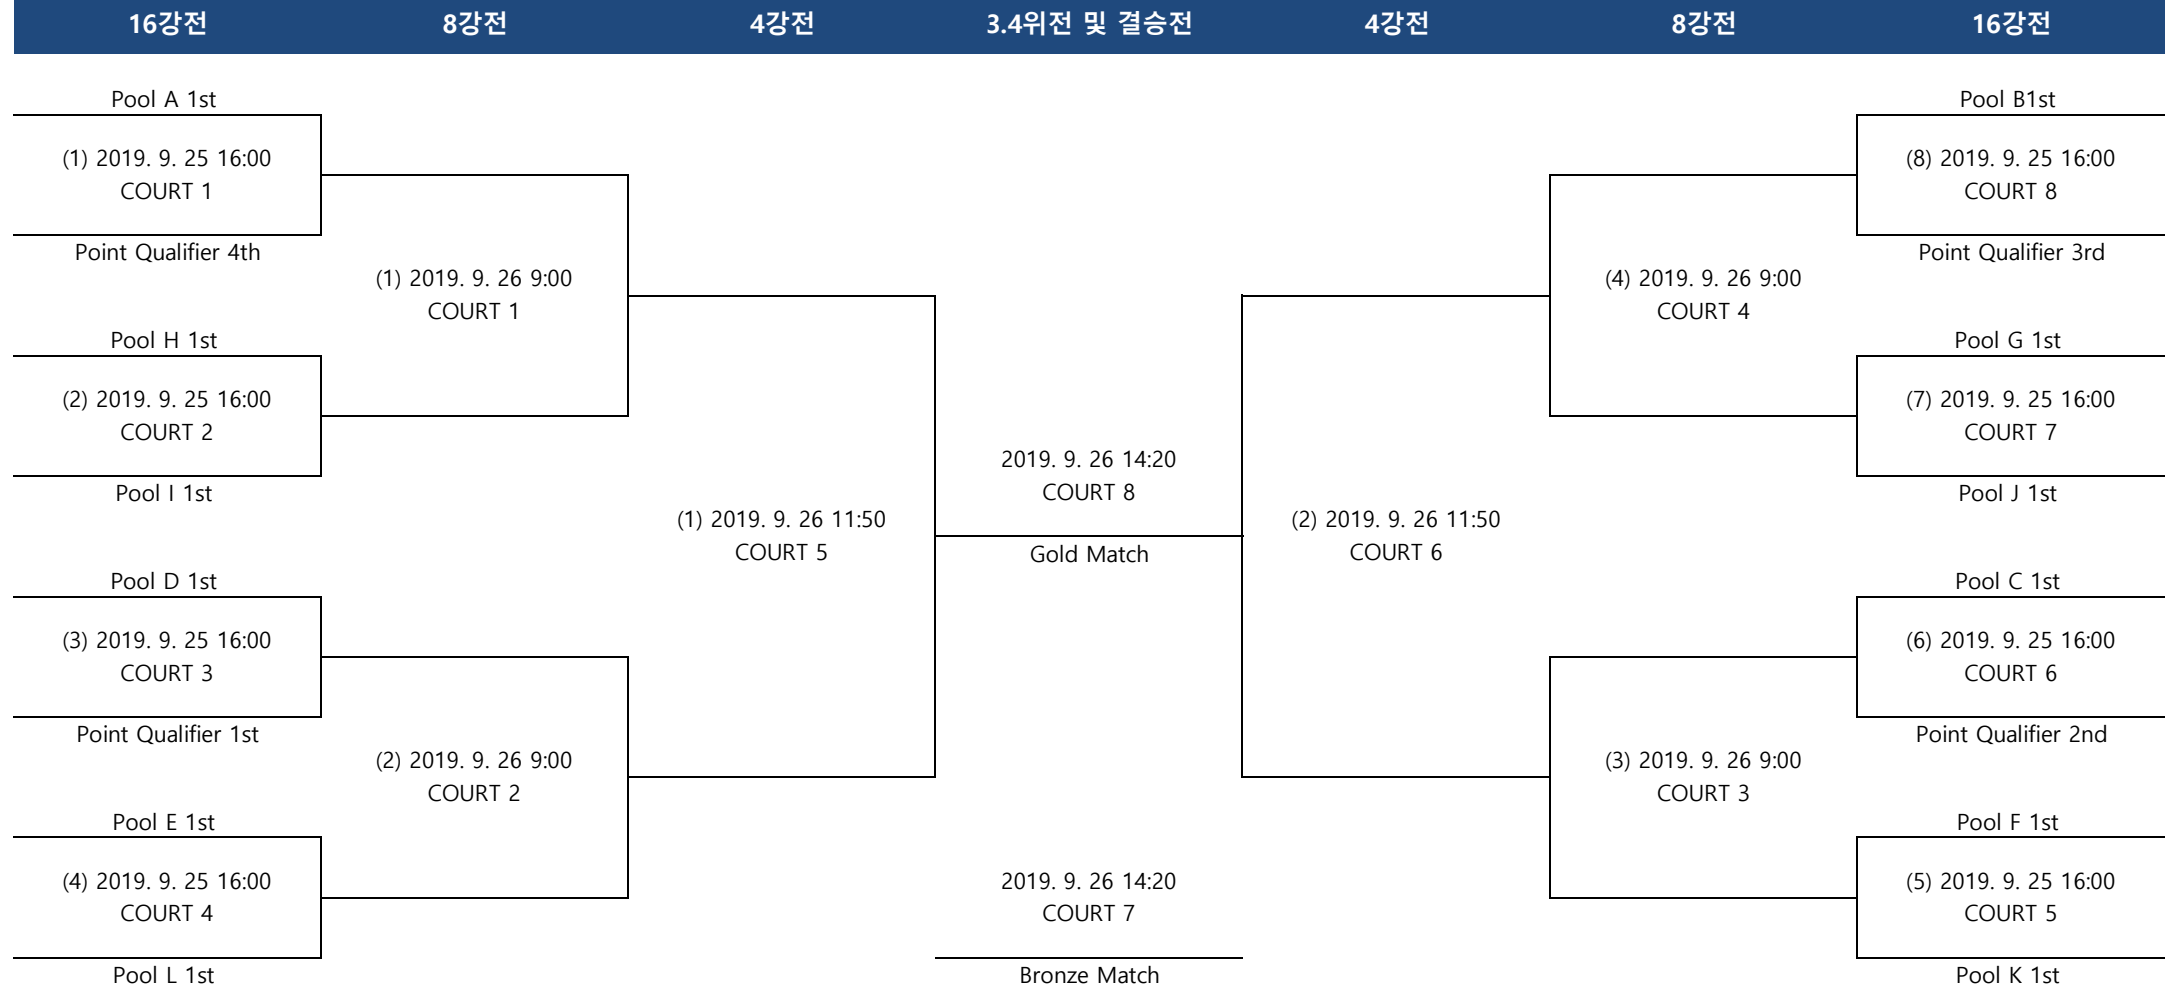 16강전 8강전 4강전 3.4위전 및 결승전 4강전 8강전 16강전
Pool A 1st
(1) 2019. 9. 25 16:00
COURT 1
Point Qualifier 4th
Pool H 1st
(2) 2019. 9. 25 16:00
COURT 2
Pool I 1st
Pool D 1st
(3) 2019. 9. 25 16:00
COURT 3
Point Qualifier 1st
Pool E 1st
(4) 2019. 9. 25 16:00
COURT 4
Pool L 1st
(1) 2019. 9. 26 9:00
COURT 1
(2) 2019. 9. 26 9:00
COURT 2
(1) 2019. 9. 26 11:50
COURT 5
2019. 9. 26 14:20
COURT 8
Gold Match
2019. 9. 26 14:20
COURT 7
Bronze Match
(2) 2019. 9. 26 11:50
COURT 6
(4) 2019. 9. 26 9:00
COURT 4
(3) 2019. 9. 26 9:00
COURT 3
Pool B1st
(8) 2019. 9. 25 16:00
COURT 8
Point Qualifier 3rd
Pool G 1st
(7) 2019. 9. 25 16:00
COURT 7
Pool J 1st
Pool C 1st
(6) 2019. 9. 25 16:00
COURT 6
Point Qualifier 2nd
Pool F 1st
(5) 2019. 9. 25 16:00
COURT 5
Pool K 1st